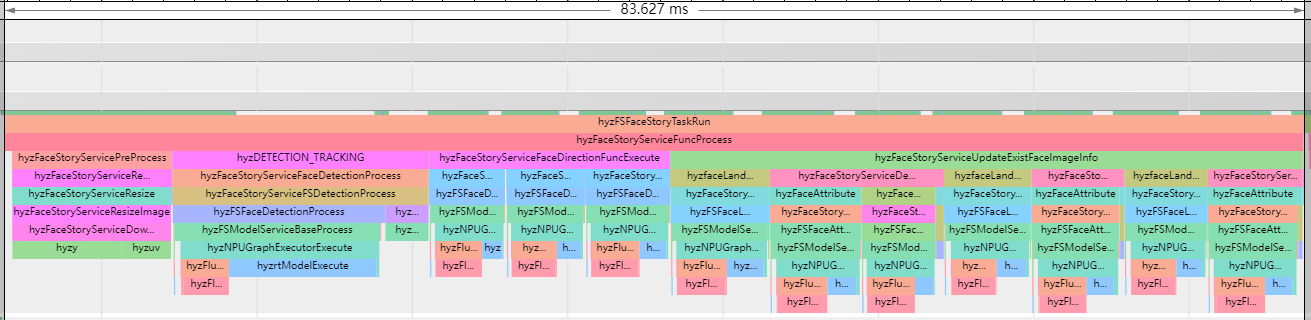 83.627 ms
hyzFSFaceStoryTaskRun
hyzFaceStoryServiceFuncProcess
hyzFaceStoryServicePreProcess hyzDETECTION_TRACKING hyzFaceStoryServiceFaceDirectionFuncExecute hyzFaceStoryServiceUpdateExistFaceImageInfo
hyzFaceStoryServiceRe... hyzFaceStoryServiceFaceDetectionProcess hyzFaceS... hyzFaceS... hyzFaceStory... hyzfaceLand... hyzFaceStoryServiceDe... hyzfaceLand... hyzFaceSto... hyzfaceLand... hyzFaceStorySer...
hyzFaceStoryServiceResize hyzFaceStoryServiceFSDetectionProcess hyzFSFaceD... hyzFSFaceD... hyzFSFaceD... hyzFaceStory... hyzFaceAttribute hyzFace... hyzFaceStory... hyzFaceAttribute hyzFaceStory... hyzFaceAttribute
hyzFaceStoryServiceResizeImage hyzFSFaceDetectionProcess hyz... hyzFSMod... hyzFSMod... hyzFSMod... hyzFSFaceL... hyzFaceStory... hyzFaceSt... hyzFSFaceL... hyzFaceStory... hyzFSFaceL... hyzFaceStory...
hyzFaceStoryServiceDow... hyzFSModelServiceBaseProcess hyz... hyzNPUG... hyzNPUG... hyzNPUG... hyzFSModelSe... hyzFSFaceAtt... hyzFSFac... hyzFSModelSe... hyzFSFaceAtt... hyzFSModelSe... hyzFSFaceAtt...
hyzy hyzuv hyzNPUGraphExecutorExecute hyzFlu... hyz hyzFlu... h... hyzFlu... h... hyzNPUGraph... hyzFSModelSe... hyzFSMod... hyzNPUG... hyzFSModelSe... hyzNPUG... hyzFSModelSe...
hyzFlu... hyzrtModelExecute hyzFl... hyzFl... hyzFl... hyzFlu... hyz... hyzNPUG... hyzNPUG... hyz... h... hyzNPUG... hyz... h... hyzNPUG...
hyzFl... hyzFl... hyzFlu... h... hyzFlu... h... hyzFl... hyzFlu... h... hyzFl... hyzFlu... h...
hyzFl... hyzFl... hyzFl... hyzFl...